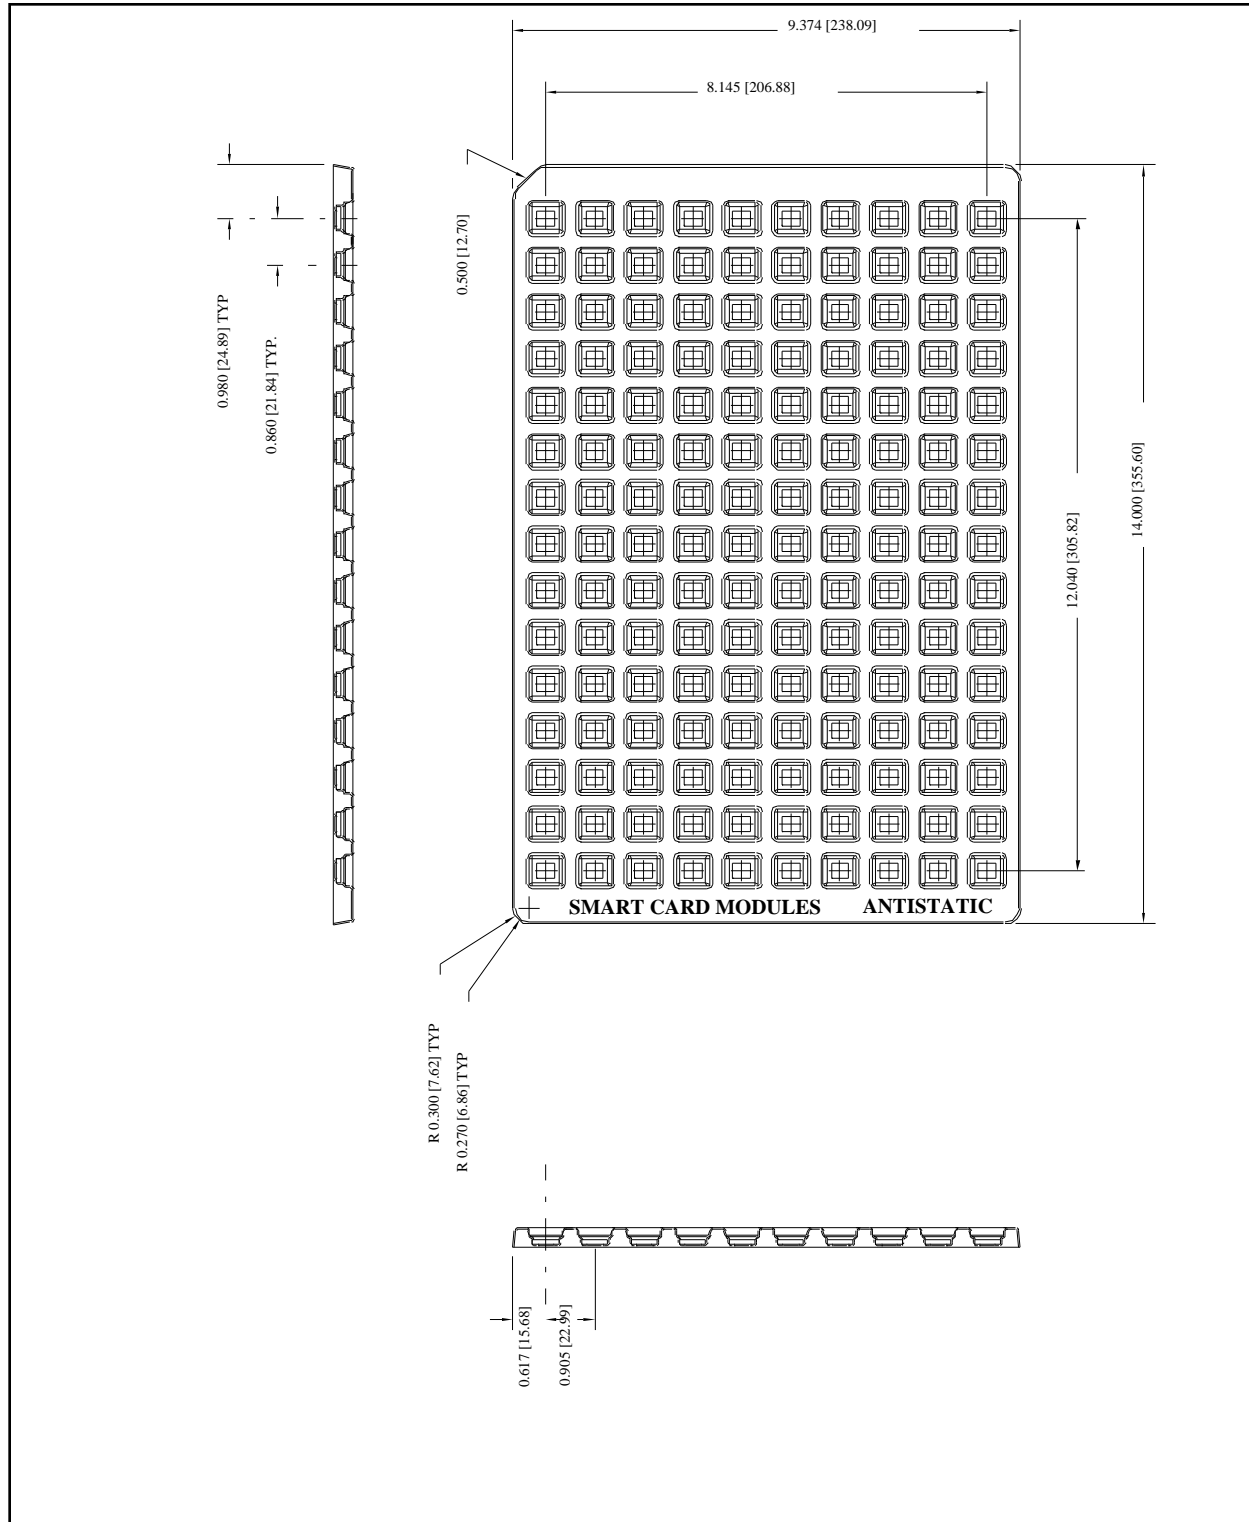 9.374 [238.09]
8.145 [206.88]
0.500 [12.70]
0.980 [24.89] TYP
0.860 [21.84] TYP.
12.040 [305.82]
14.000 [355.60]
SMART CARD MODULES ANTISTATIC
R 0.300 [7.62] TYP
R 0.270 [6.86] TYP
0.617 [15.68]
0.905 [22.99]